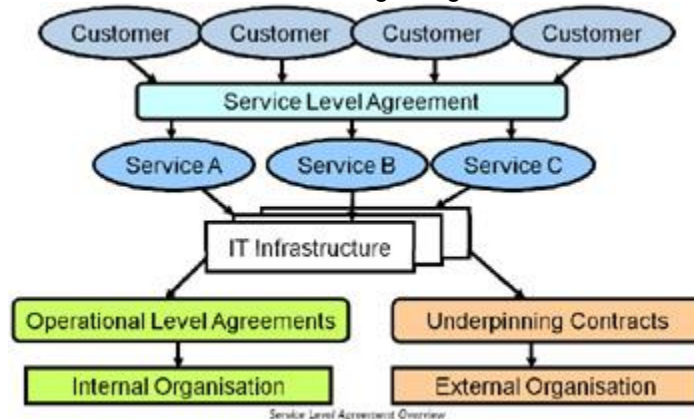 Customer Customer Customer Customer
Service Level Agreement
Service A Service B Service C
IT Infrastructure
Operational Level Agreements Underpinning Contracts
Internal Organisation External Organisation
Service Level Agreement Overview